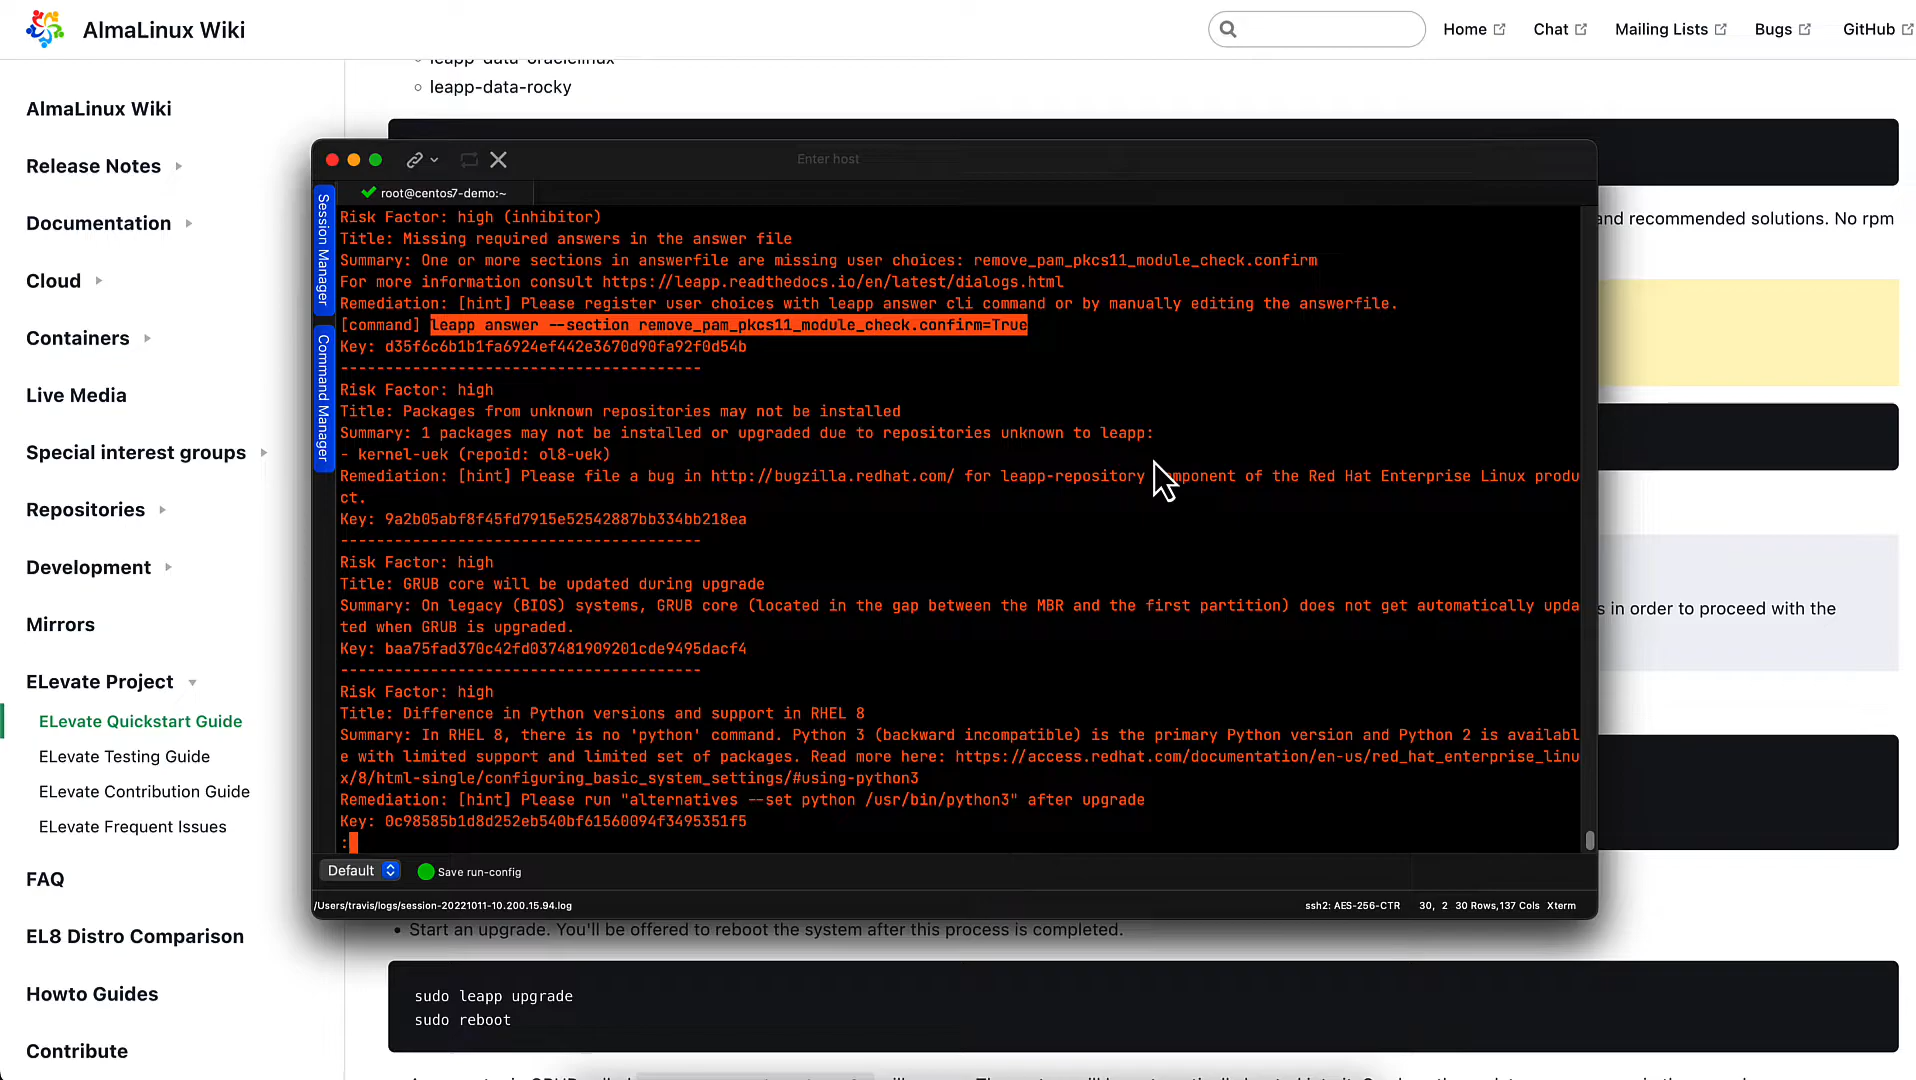 AlmaLinux Wiki
Home
Chat
Mailing Lists
Bugs
GitHub
AlmaLinux Wiki
Release Notes
Documentation
Cloud
Containers
Live Media
Special interest groups
Repositories
Development
Mirrors
ELevate Project
ELevate Quickstart Guide
ELevate Testing Guide
ELevate Contribution Guide
ELevate Frequent Issues
FAQ
EL8 Distro Comparison
Howto Guides
Contribute
leapp-data-oraclelinux
leapp-data-rocky
and recommended solutions. No rpm
s in order to proceed with the
Enter host
root@centos7-demo:~
Session Manager
Command Manager
Risk Factor: high (inhibitor)
Title: Missing required answers in the answer file
Summary: One or more sections in answerfile are missing user choices: remove_pam_pkcs11_module_check.confirm
For more information consult https://leapp.readthedocs.io/en/latest/dialogs.html
Remediation: [hint] Please register user choices with leapp answer cli command or by manually editing the answerfile.
[command] leapp answer --section remove_pam_pkcs11_module_check.confirm=True
Key: d35f6c6b1b1fa6924ef442e3670d90fa92f0d54b
----------------------------------------
Risk Factor: high
Title: Packages from unknown repositories may not be installed
Summary: 1 packages may not be installed or upgraded due to repositories unknown to leapp:
- kernel-uek (repoid: ol8-uek)
Remediation: [hint] Please file a bug in http://bugzilla.redhat.com/ for leapp-repository component of the Red Hat Enterprise Linux produ
ct.
Key: 9a2b05abf8f45fd7915e52542887bb334bb218ea
----------------------------------------
Risk Factor: high
Title: GRUB core will be updated during upgrade
Summary: On legacy (BIOS) systems, GRUB core (located in the gap between the MBR and the first partition) does not get automatically upda
ted when GRUB is upgraded.
Key: baa75fad370c42fd037481909201cde9495dacf4
----------------------------------------
Risk Factor: high
Title: Difference in Python versions and support in RHEL 8
Summary: In RHEL 8, there is no 'python' command. Python 3 (backward incompatible) is the primary Python version and Python 2 is availabl
e with limited support and limited set of packages. Read more here: https://access.redhat.com/documentation/en-us/red_hat_enterprise_linu
x/8/html-single/configuring_basic_system_settings/#using-python3
Remediation: [hint] Please run "alternatives --set python /usr/bin/python3" after upgrade
Key: 0c98585b1d8d252eb540bf61560094f3495351f5
:
Default
Save run-config
/Users/travis/logs/session-20221011-10.200.15.94.log
ssh2: AES-256-CTR 30, 2 30 Rows,137 Cols Xterm
Start an upgrade. You'll be offered to reboot the system after this process is completed.
sudo leapp upgrade
sudo reboot